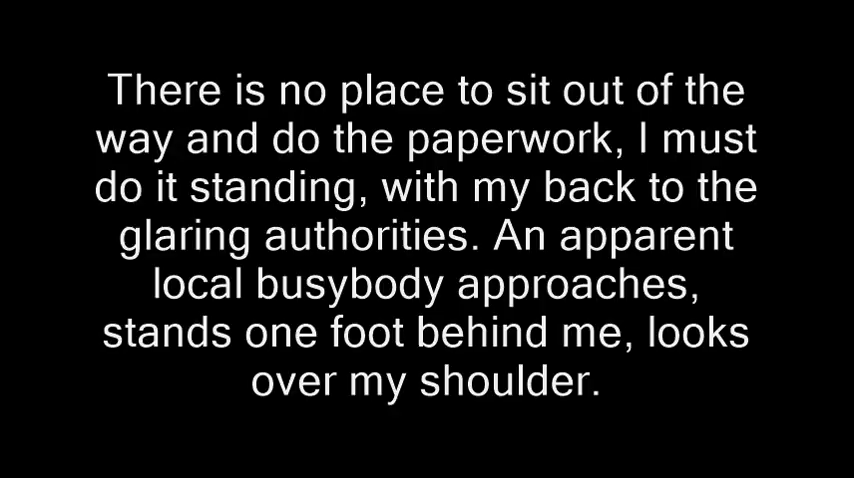 There is no place to sit out of the
way and do the paperwork, I must
do it standing, with my back to the
glaring authorities. An apparent
local busybody approaches,
stands one foot behind me, looks
over my shoulder.